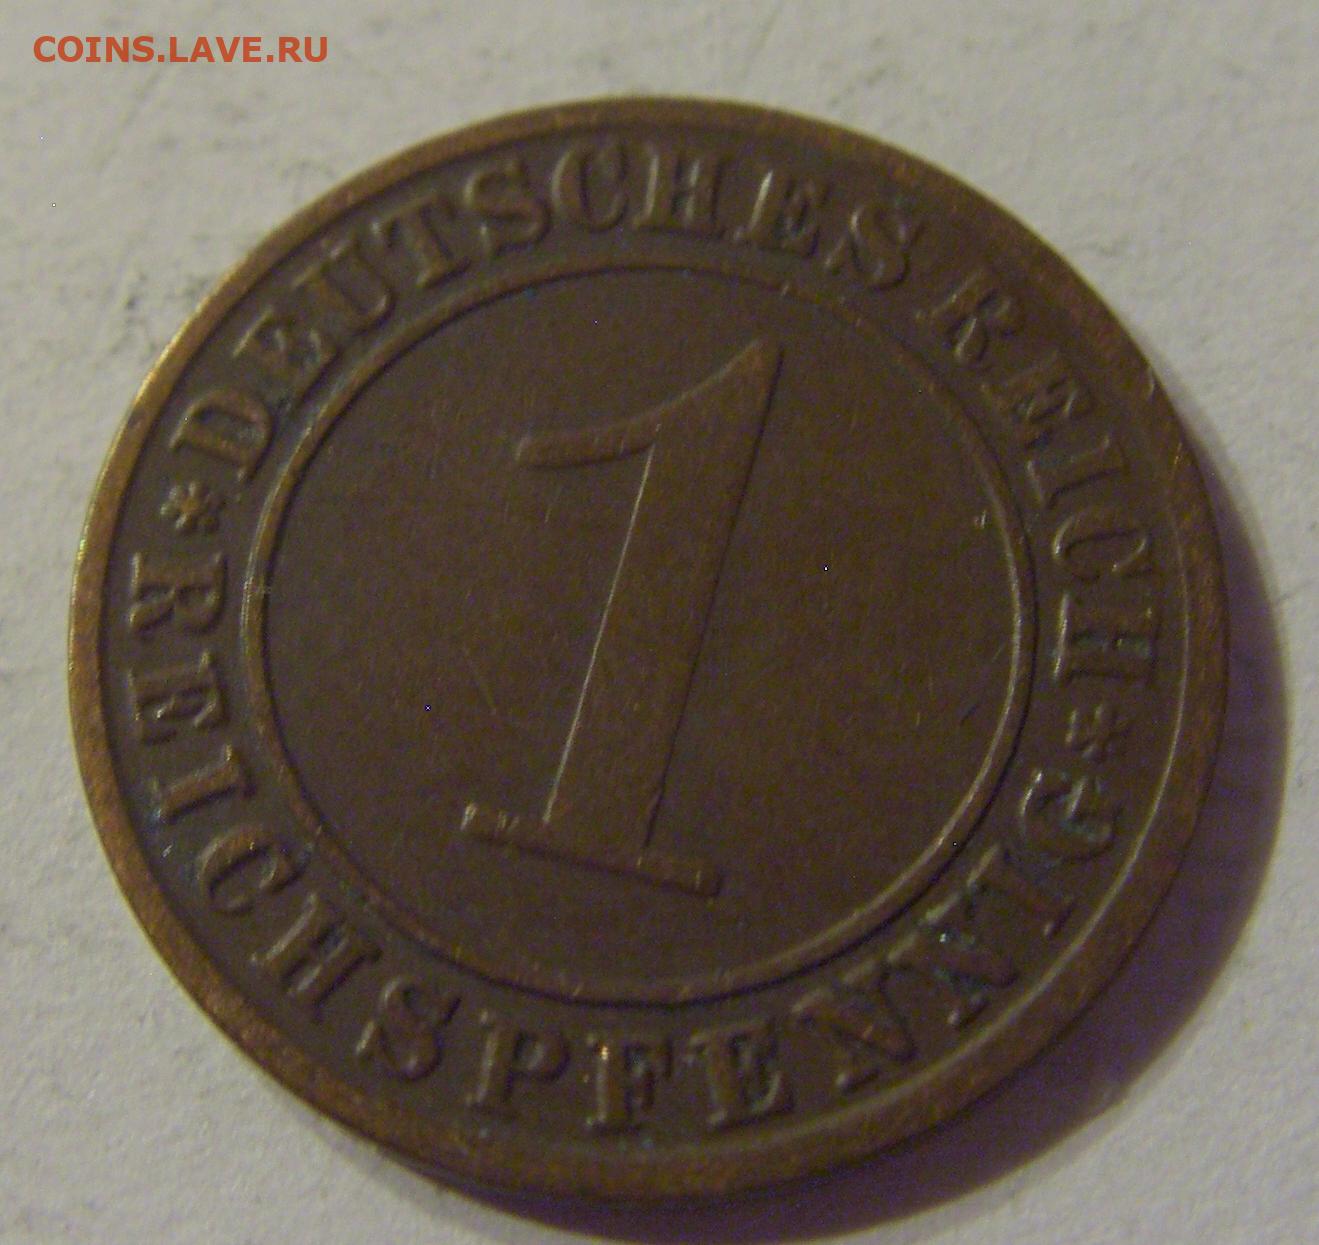 COINS.LAVE.RU
DEUTSCHES REICH
1
* REICHSPFENNIG *